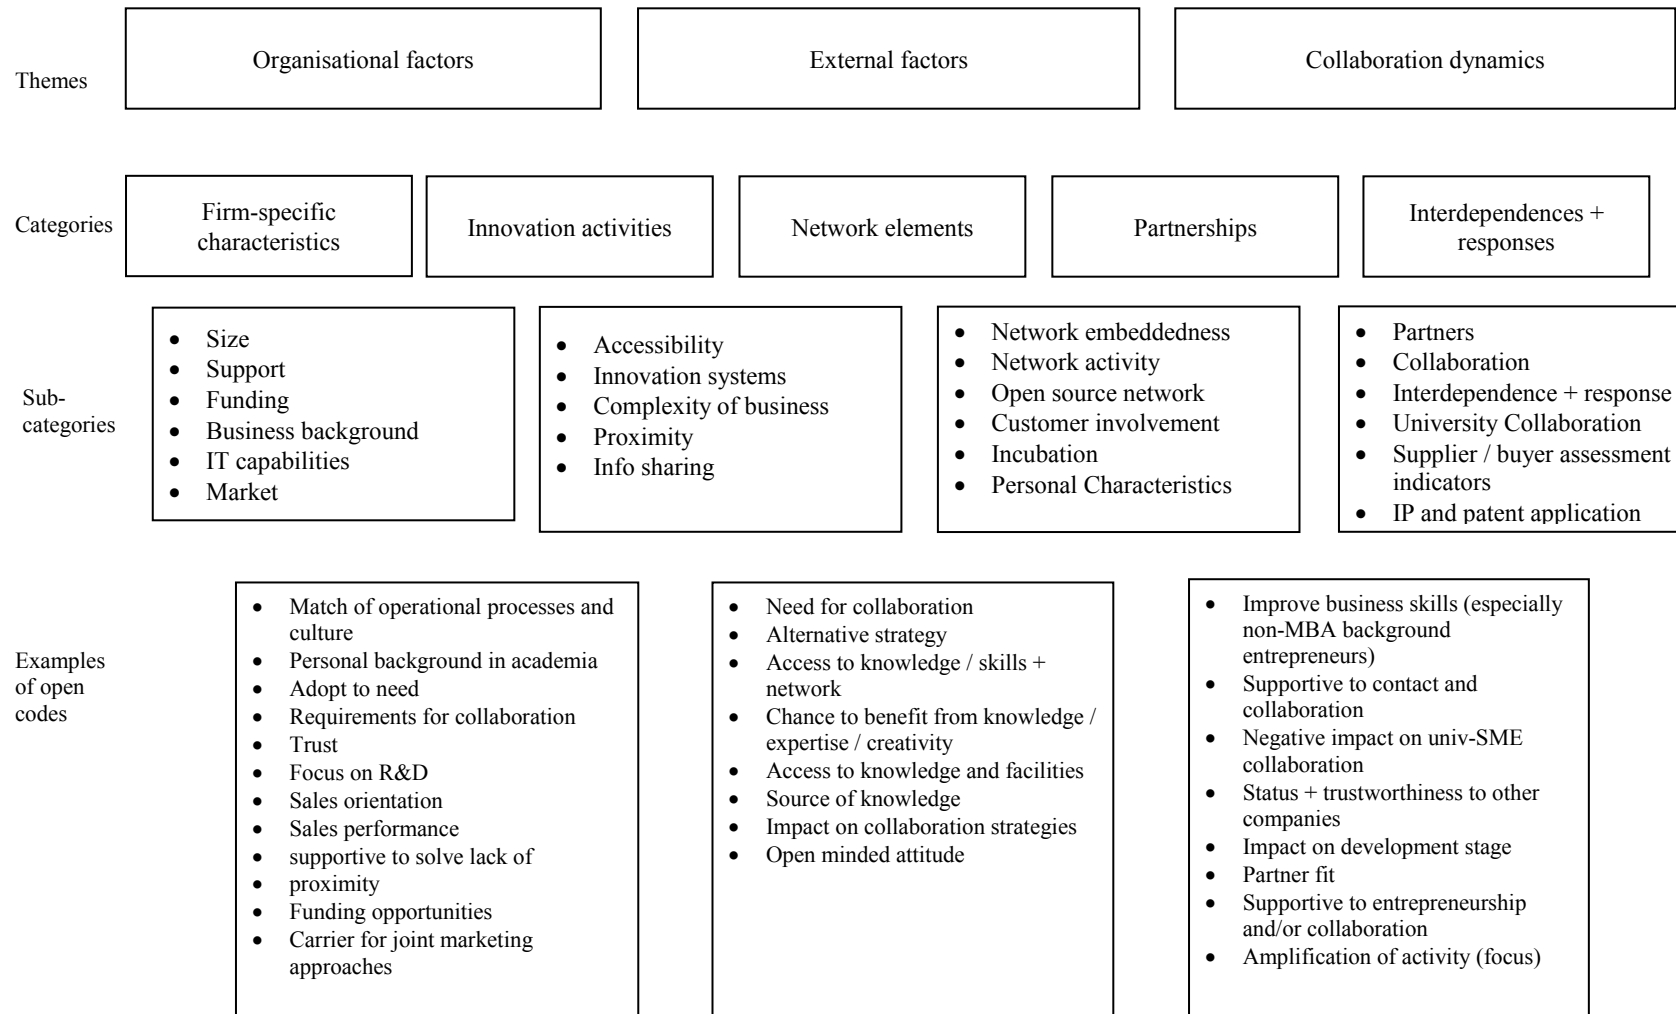 Themes
Organisational factors
External factors
Collaboration dynamics
Categories
Firm-specific
characteristics
Innovation activities
Network elements
Partnerships
Interdependences +
responses
Sub-
categories
• Size
• Support
• Funding
• Business background
• IT capabilities
• Market
• Accessibility
• Innovation systems
• Complexity of business
• Proximity
• Info sharing
• Network embeddedness
• Network activity
• Open source network
• Customer involvement
• Incubation
• Personal Characteristics
• Partners
• Collaboration
• Interdependence + response
• University Collaboration
• Supplier / buyer assessment
indicators
• IP and patent application
Examples
of open
codes
• Match of operational processes and
culture
• Personal background in academia
• Adopt to need
• Requirements for collaboration
• Trust
• Focus on R&D
• Sales orientation
• Sales performance
• supportive to solve lack of
• proximity
• Funding opportunities
• Carrier for joint marketing
approaches
• Need for collaboration
• Alternative strategy
• Access to knowledge / skills +
network
• Chance to benefit from knowledge /
expertise / creativity
• Access to knowledge and facilities
• Source of knowledge
• Impact on collaboration strategies
• Open minded attitude
• Improve business skills (especially
non-MBA background
entrepreneurs)
• Supportive to contact and
collaboration
• Negative impact on univ-SME
collaboration
• Status + trustworthiness to other
companies
• Impact on development stage
• Partner fit
• Supportive to entrepreneurship
and/or collaboration
• Amplification of activity (focus)